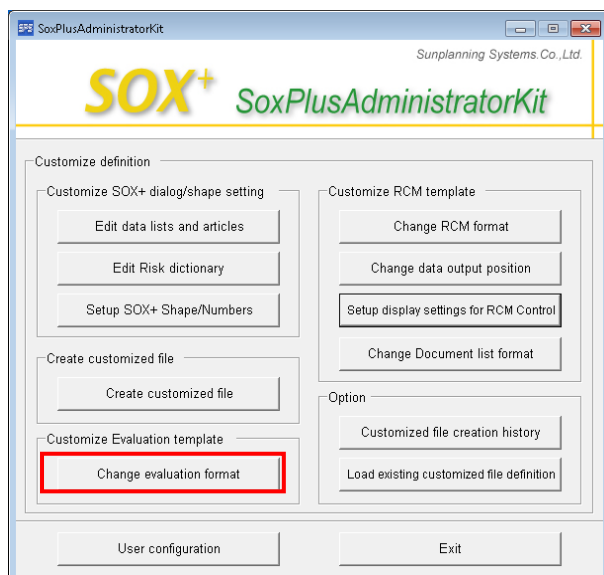 SPS SoxPlusAdministratorKit
Sunplanning Systems.Co.,Ltd.
SOX+ SoxPlusAdministratorKit
Customize definition
Customize SOX+ dialog/shape setting
Edit data lists and articles
Edit Risk dictionary
Setup SOX+ Shape/Numbers
Create customized file
Create customized file
Customize Evaluation template
Change evaluation format
Customize RCM template
Change RCM format
Change data output position
Setup display settings for RCM Control
Change Document list format
Option
Customized file creation history
Load existing customized file definition
User configuration
Exit